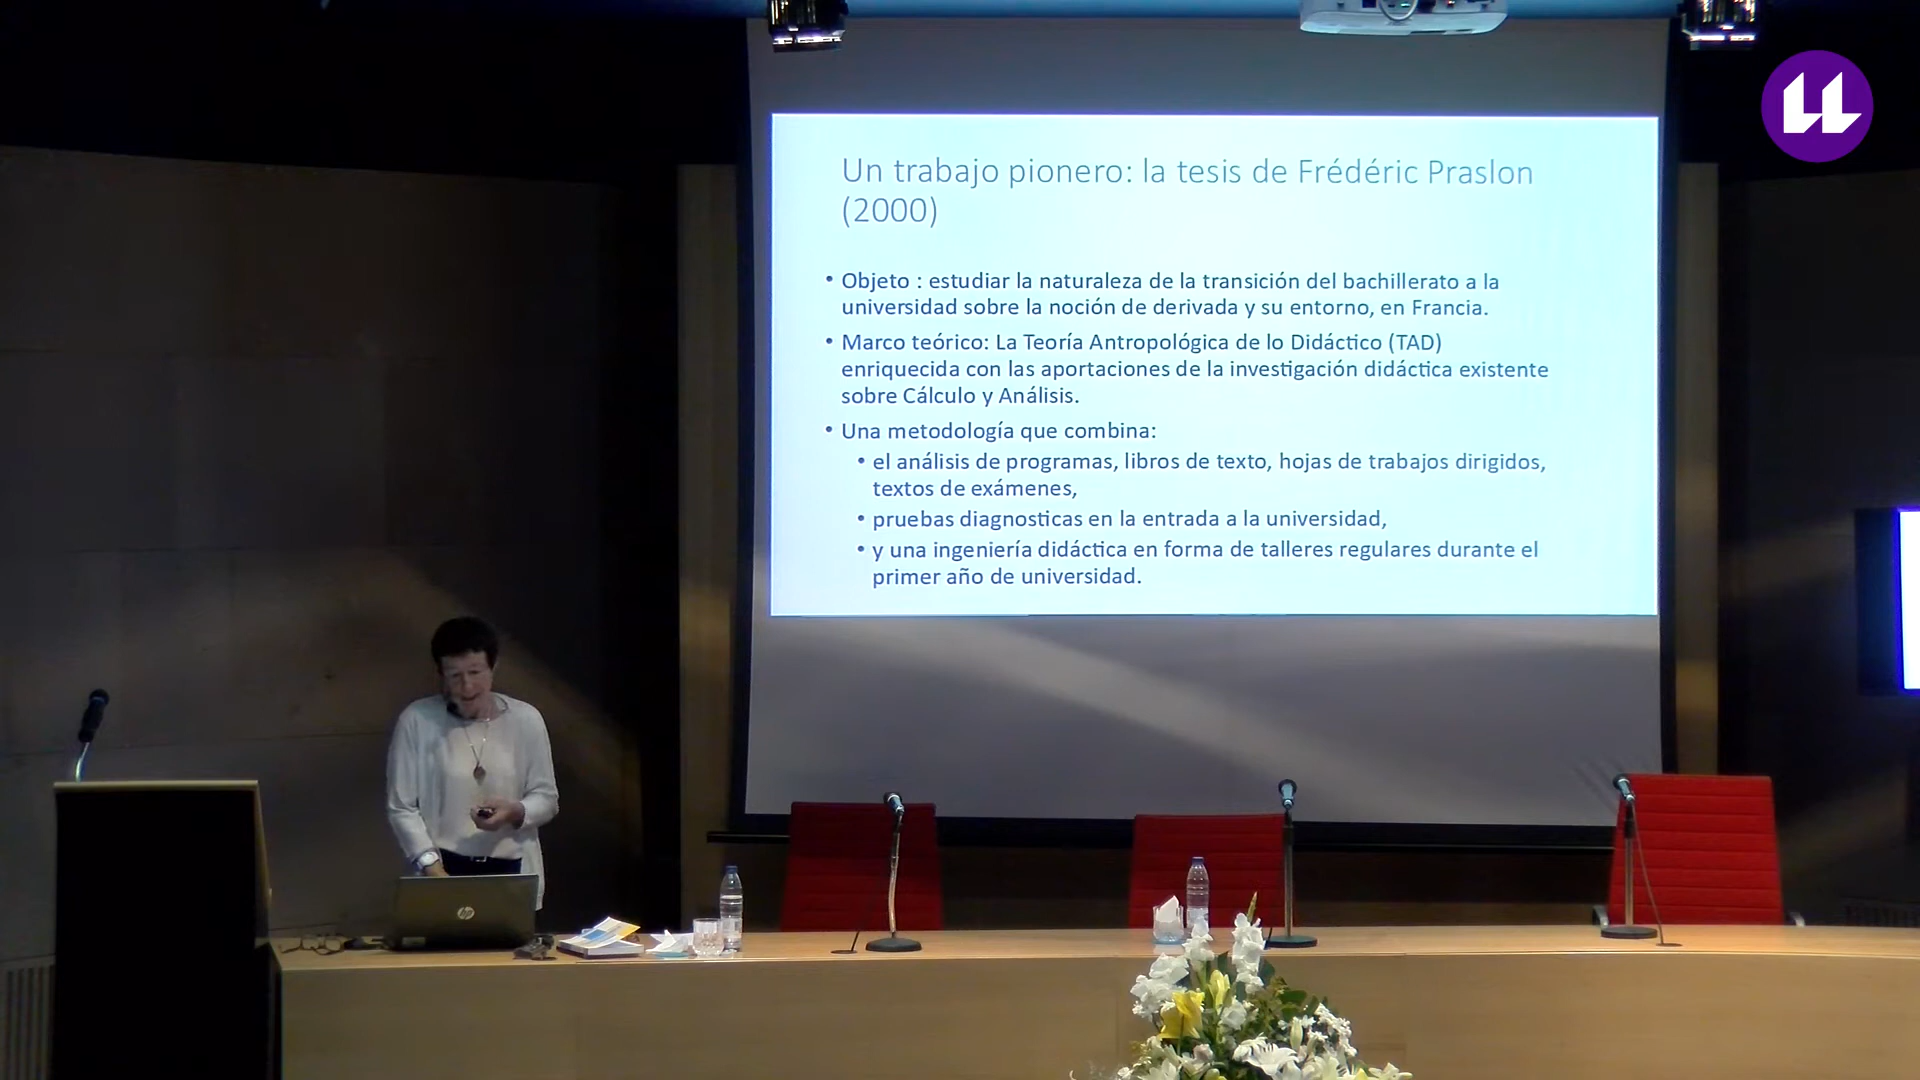 Un trabajo pionero: la tesis de Frédéric Praslon
(2000)
• Objeto : estudiar la naturaleza de la transición del bachillerato a la
universidad sobre la noción de derivada y su entorno, en Francia.
• Marco teórico: La Teoría Antropológica de lo Didáctico (TAD)
enriquecida con las aportaciones de la investigación didáctica existente
sobre Cálculo y Análisis.
• Una metodología que combina:
• el análisis de programas, libros de texto, hojas de trabajos dirigidos,
textos de exámenes,
• pruebas diagnosticas en la entrada a la universidad,
• y una ingeniería didáctica en forma de talleres regulares durante el
primer año de universidad.
hp